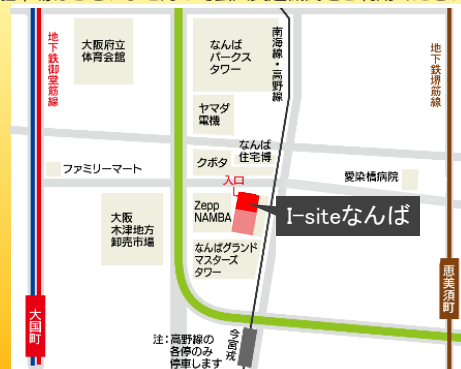 地下鉄御堂筋線
大阪府立
体育会館
なんば
パークス
タワー
南海線・高野線
地下鉄堺筋線
ヤマダ
電機
なんば
住宅博
クボタ
ファミリーマート
入口
愛染橋病院
大阪
木津地方
卸売市場
Zepp
NAMBA
I-siteなんば
なんばグランド
マスターズ
タワー
大国町
恵美須町
注:高野線の
各停のみ
停車します
今宮戎